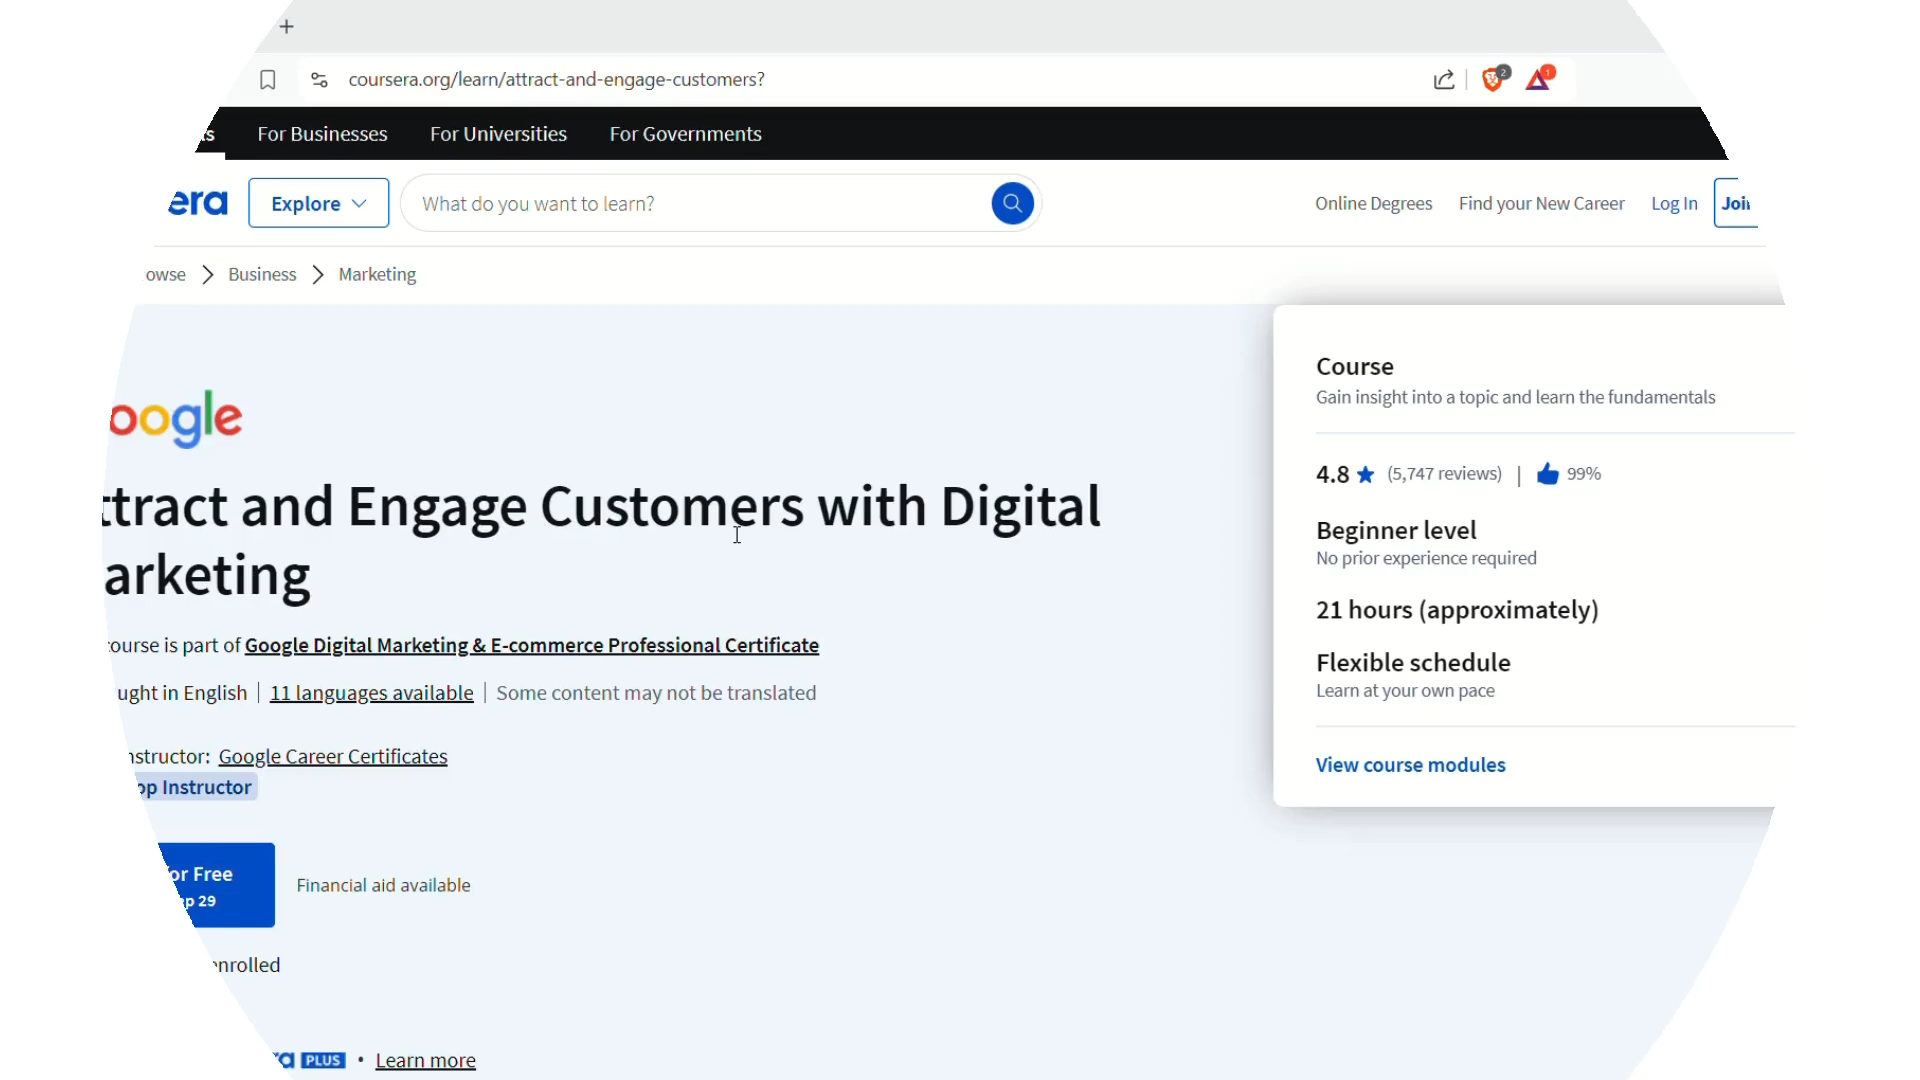 coursera.org/learn/attract-and-engage-customers?
2
1
For Businesses
For Universities
For Governments
era
Explore
What do you want to learn?
Online Degrees
Find your New Career
Log In
Joi
owse
Business
Marketing
oogle
ttract and Engage Customers with Digital
arketing
ourse is part of Google Digital Marketing & E-commerce Professional Certificate
ught in English | 11 languages available | Some content may not be translated
nstructor: Google Career Certificates
op Instructor
or Free
p 29
Financial aid available
enrolled
a PLUS • Learn more
Course
Gain insight into a topic and learn the fundamentals
4.8 ★ (5,747 reviews) | 99%
Beginner level
No prior experience required
21 hours (approximately)
Flexible schedule
Learn at your own pace
View course modules